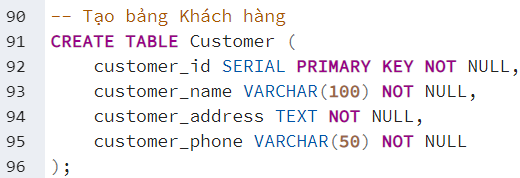 90 -- Tạo bảng Khách hàng
91 CREATE TABLE Customer (
92     customer_id SERIAL PRIMARY KEY NOT NULL,
93     customer_name VARCHAR(100) NOT NULL,
94     customer_address TEXT NOT NULL,
95     customer_phone VARCHAR(50) NOT NULL
96 );